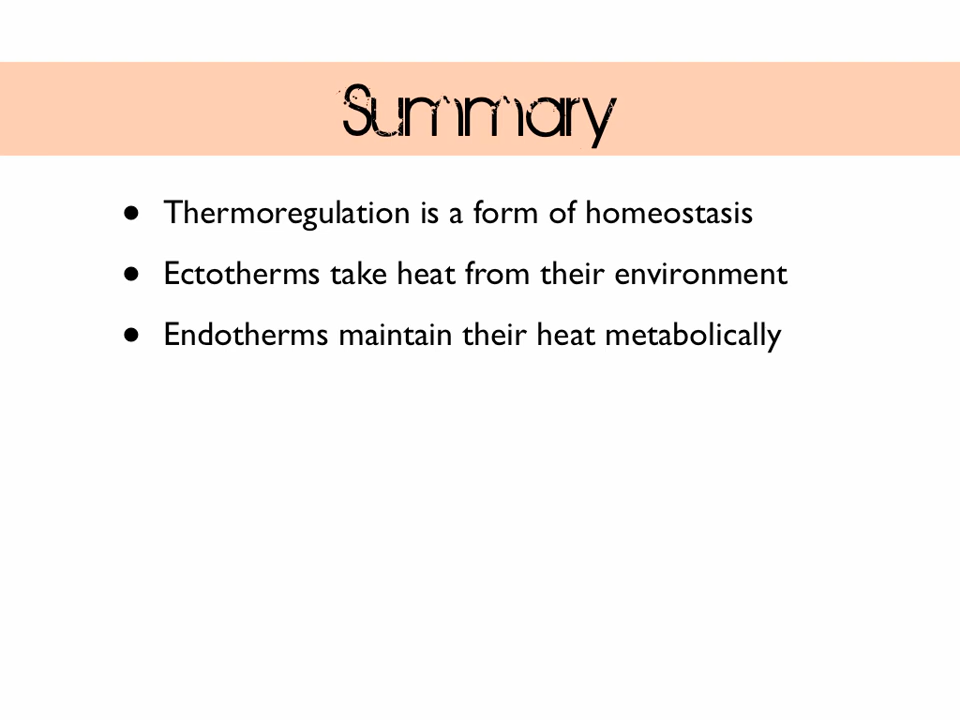 Summary
• Thermoregulation is a form of homeostasis
• Ectotherms take heat from their environment
• Endotherms maintain their heat metabolically